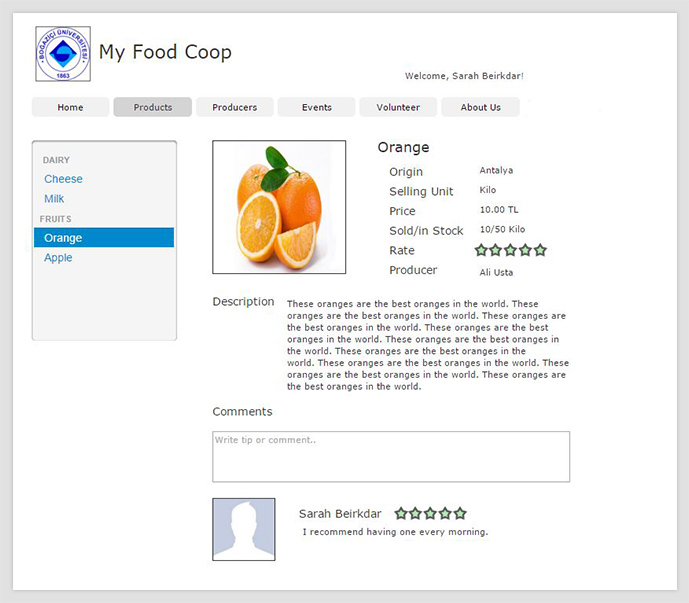 BOĞAZİÇİ ÜNİVERSİTESİ
1863
My Food Coop
Welcome, Sarah Beirkdar!
Home Products Producers Events Volunteer About Us
DAIRY
Cheese
Milk
FRUITS
Orange
Apple
Orange
Origin Antalya
Selling Unit Kilo
Price 10.00 TL
Sold/in Stock 10/50 Kilo
Rate
Producer Ali Usta
Description
These oranges are the best oranges in the world. These
oranges are the best oranges in the world. These oranges are
the best oranges in the world. These oranges are the best
oranges in the world. These oranges are the best oranges in
the world. These oranges are the best oranges in the
world. These oranges are the best oranges in the world. These
oranges are the best oranges in the world. These oranges are
the best oranges in the world.
Comments
Write tip or comment..
Sarah Beirkdar
I recommend having one every morning.